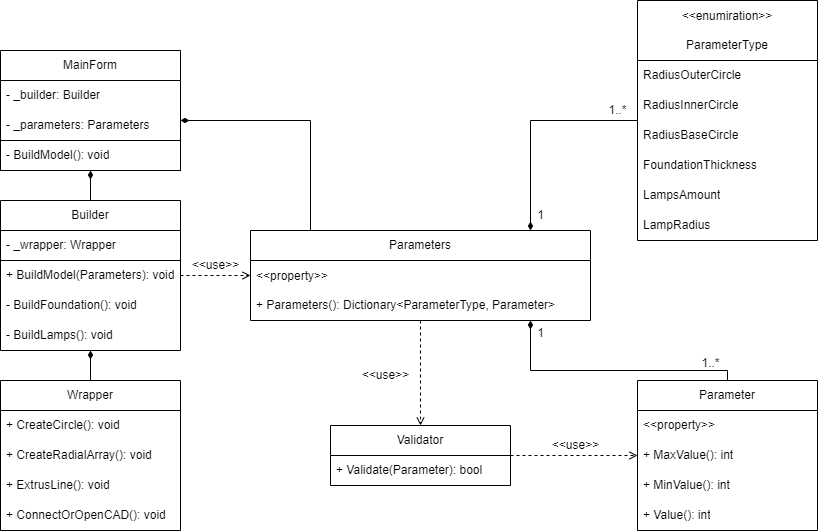 <<enumiration>>
ParameterType
RadiusOuterCircle
RadiusInnerCircle
RadiusBaseCircle
FoundationThickness
LampsAmount
LampRadius
MainForm
- _builder: Builder
- _parameters: Parameters
- BuildModel(): void
1..*
1
Builder
- _wrapper: Wrapper
+ BuildModel(Parameters): void
- BuildFoundation(): void
- BuildLamps(): void
<<use>>
Parameters
<<property>>
+ Parameters(): Dictionary<ParameterType, Parameter>
1
1..*
<<use>>
Wrapper
+ CreateCircle(): void
+ CreateRadialArray(): void
+ ExtrusLine(): void
+ ConnectOrOpenCAD(): void
Validator
+ Validate(Parameter): bool
<<use>>
Parameter
<<property>>
+ MaxValue(): int
+ MinValue(): int
+ Value(): int